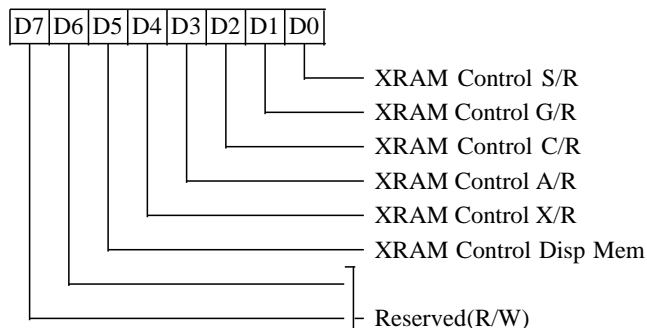 D7 D6 D5 D4 D3 D2 D1 D0
XRAM Control S/R
XRAM Control G/R
XRAM Control C/R
XRAM Control A/R
XRAM Control X/R
XRAM Control Disp Mem
Reserved(R/W)